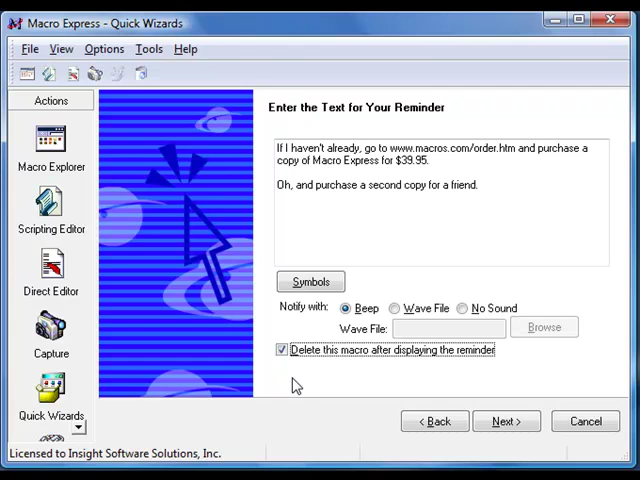 Macro Express - Quick Wizards
File View Options Tools Help
Actions
Macro Explorer
Scripting Editor
Direct Editor
Capture
Quick Wizards
Enter the Text for Your Reminder
If I haven't already, go to www.macros.com/order.htm and purchase a
copy of Macro Express for $39.95.
Oh, and purchase a second copy for a friend.
Symbols
Notify with: Beep Wave File No Sound
Wave File: Browse
Delete this macro after displaying the reminder
< Back Next > Cancel
Licensed to Insight Software Solutions, Inc.